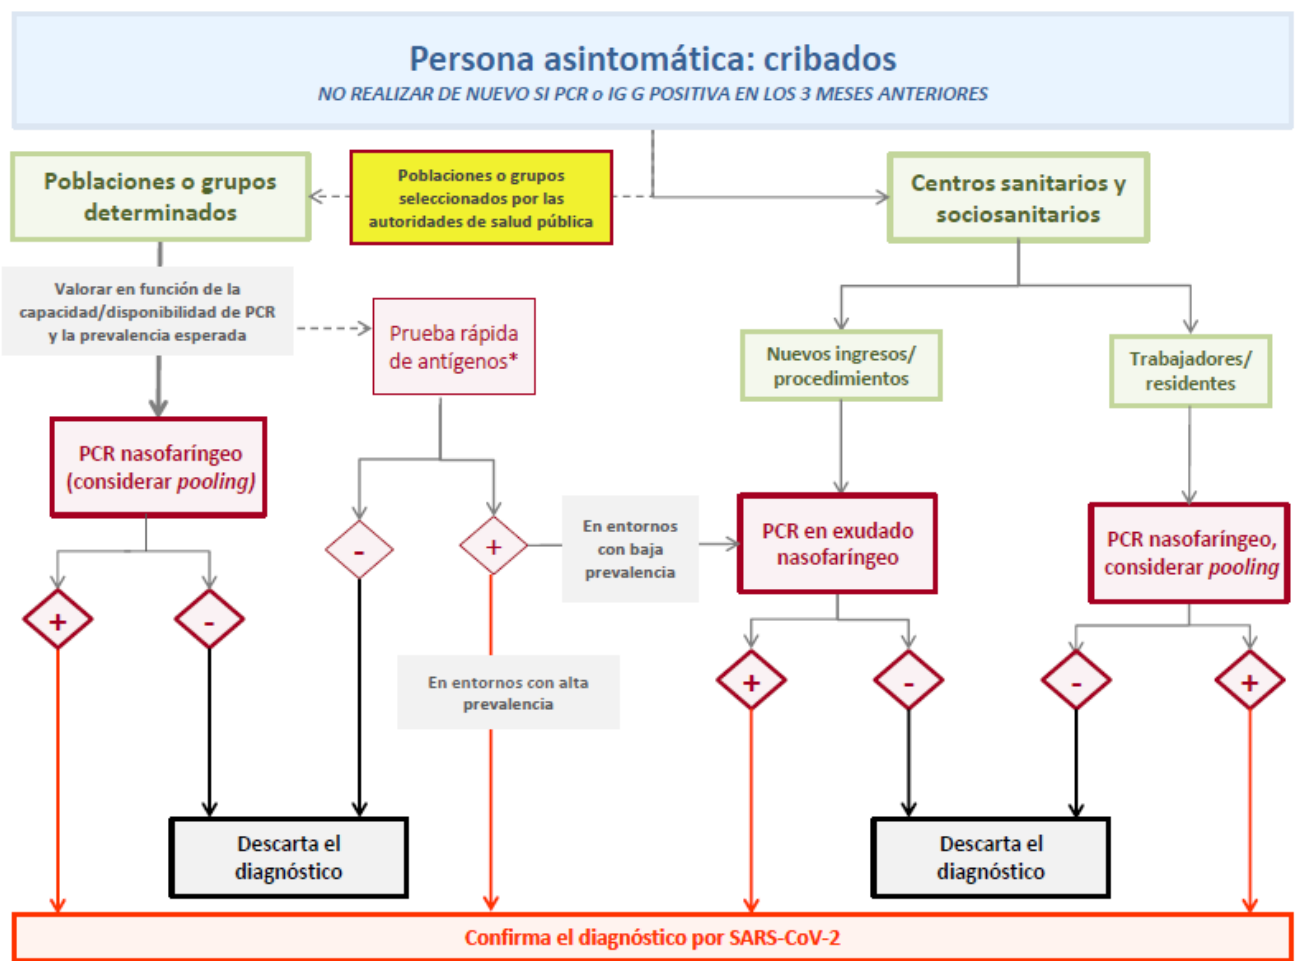 Persona asintomática: cribados
NO REALIZAR DE NUEVO SI PCR o IG G POSITIVA EN LOS 3 MESES ANTERIORES
Poblaciones o grupos
determinados
Poblaciones o grupos
seleccionados por las
autoridades de salud pública
Centros sanitarios y
sociosanitarios
Valorar en función de la
capacidad/disponibilidad de PCR
y la prevalencia esperada
Prueba rápida
de antígenos*
Nuevos ingresos/
procedimientos
Trabajadores/
residentes
PCR nasofaríngeo
(considerar pooling)
En entornos
con baja
prevalencia
PCR en exudado
nasofaríngeo
PCR nasofaríngeo,
considerar pooling
-
+
+
-
En entornos con alta
prevalencia
+
-
-
+
Descarta el
diagnóstico
Descarta el
diagnóstico
Confirma el diagnóstico por SARS-CoV-2